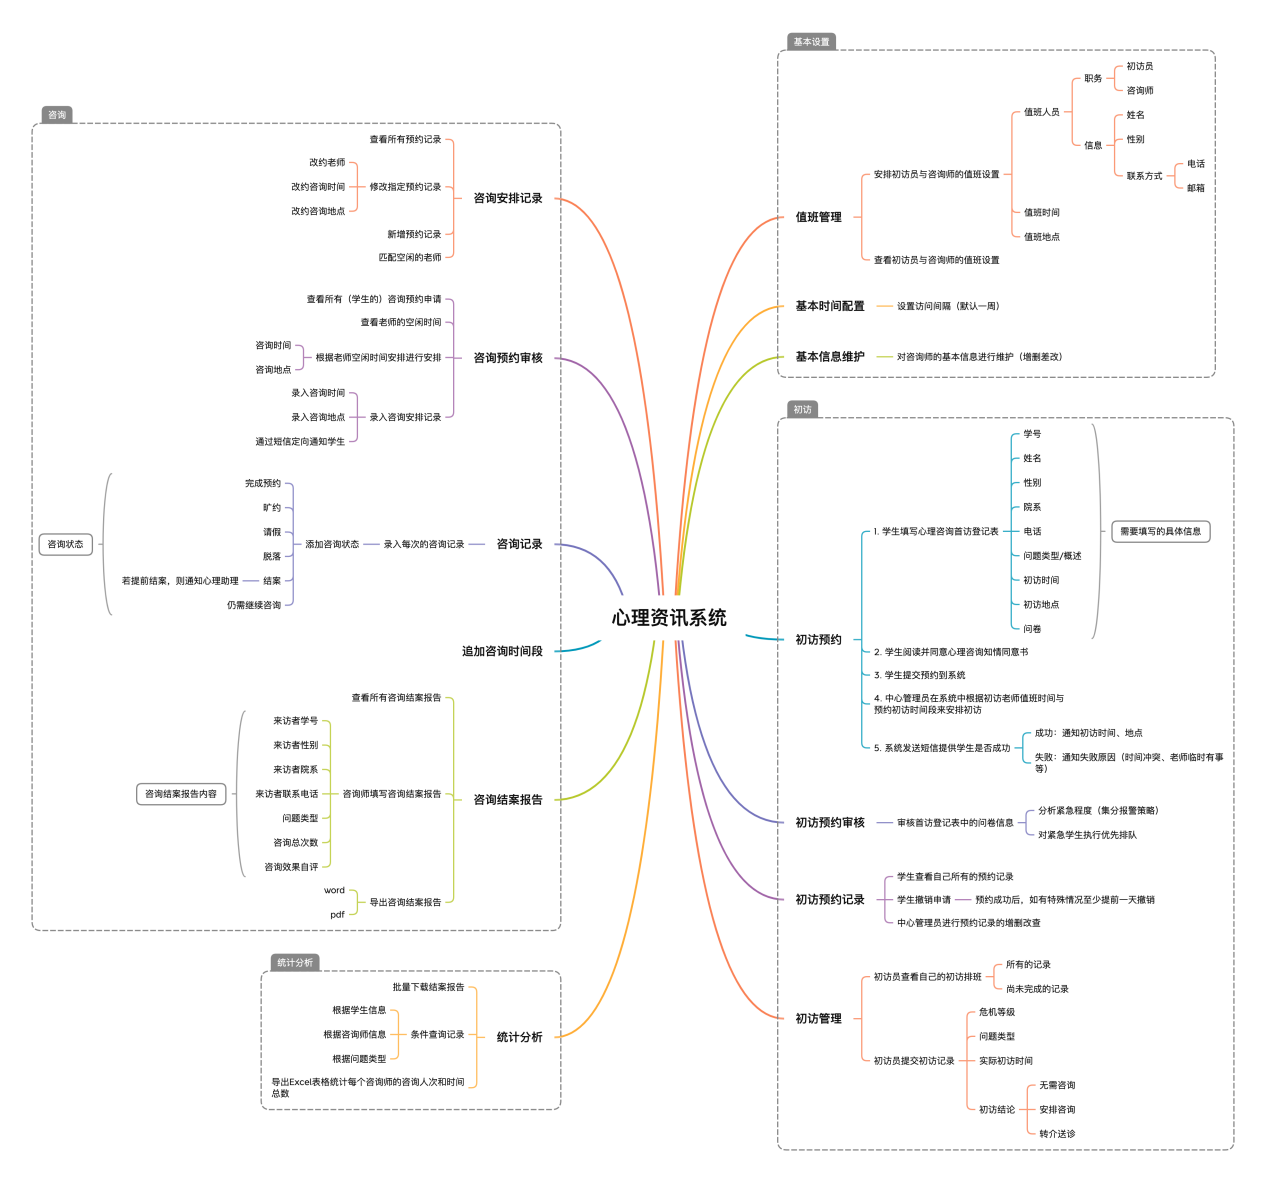 心理资讯系统
基本设置
值班管理
安排初访员与咨询师的值班设置
值班人员
职务
初访员
咨询师
信息
姓名
性别
联系方式
电话
邮箱
值班时间
值班地点
查看初访员与咨询师的值班设置
基本时间配置
设置访问间隔（默认一周）
基本信息维护
对咨询师的基本信息进行维护（增删差改）
初访
初访预约
1. 学生填写心理咨询首访登记表
学号
姓名
性别
院系
电话
问题类型/概述
初访时间
初访地点
问卷
需要填写的具体信息
2. 学生阅读并同意心理咨询知情同意书
3. 学生提交预约到系统
4. 中心管理员在系统中根据初访老师值班时间与
预约初访时间段来安排初访
5. 系统发送短信提供学生是否成功
成功：通知初访时间、地点
失败：通知失败原因（时间冲突、老师临时有事
等）
初访预约审核
审核首访登记表中的问卷信息
分析紧急程度（集分报警策略）
对紧急学生执行优先排队
初访预约记录
学生查看自己所有的预约记录
学生撤销申请
预约成功后，如有特殊情况至少提前一天撤销
中心管理员进行预约记录的增删改查
初访管理
初访员查看自己的初访排班
所有的记录
尚未完成的记录
初访员提交初访记录
危机等级
问题类型
实际初访时间
初访结论
无需咨询
安排咨询
转介送诊
咨询
咨询安排记录
查看所有预约记录
修改指定预约记录
改约老师
改约咨询时间
改约咨询地点
新增预约记录
匹配空闲的老师
咨询预约审核
查看所有（学生的）咨询预约申请
查看老师的空闲时间
根据老师空闲时间安排进行安排
咨询时间
咨询地点
录入咨询安排记录
录入咨询时间
录入咨询地点
通过短信定向通知学生
咨询记录
录入每次的咨询记录
添加咨询状态
完成预约
旷约
请假
脱落
结案
若提前结案，则通知心理助理
仍需继续咨询
咨询状态
追加咨询时间段
咨询结案报告
查看所有咨询结案报告
咨询师填写咨询结案报告
来访者学号
来访者性别
来访者院系
来访者联系电话
问题类型
咨询总次数
咨询效果自评
咨询结案报告内容
导出咨询结案报告
word
pdf
统计分析
统计分析
批量下载结案报告
条件查询记录
根据学生信息
根据咨询师信息
根据问题类型
导出Excel表格统计每个咨询师的咨询人次和时间
总数